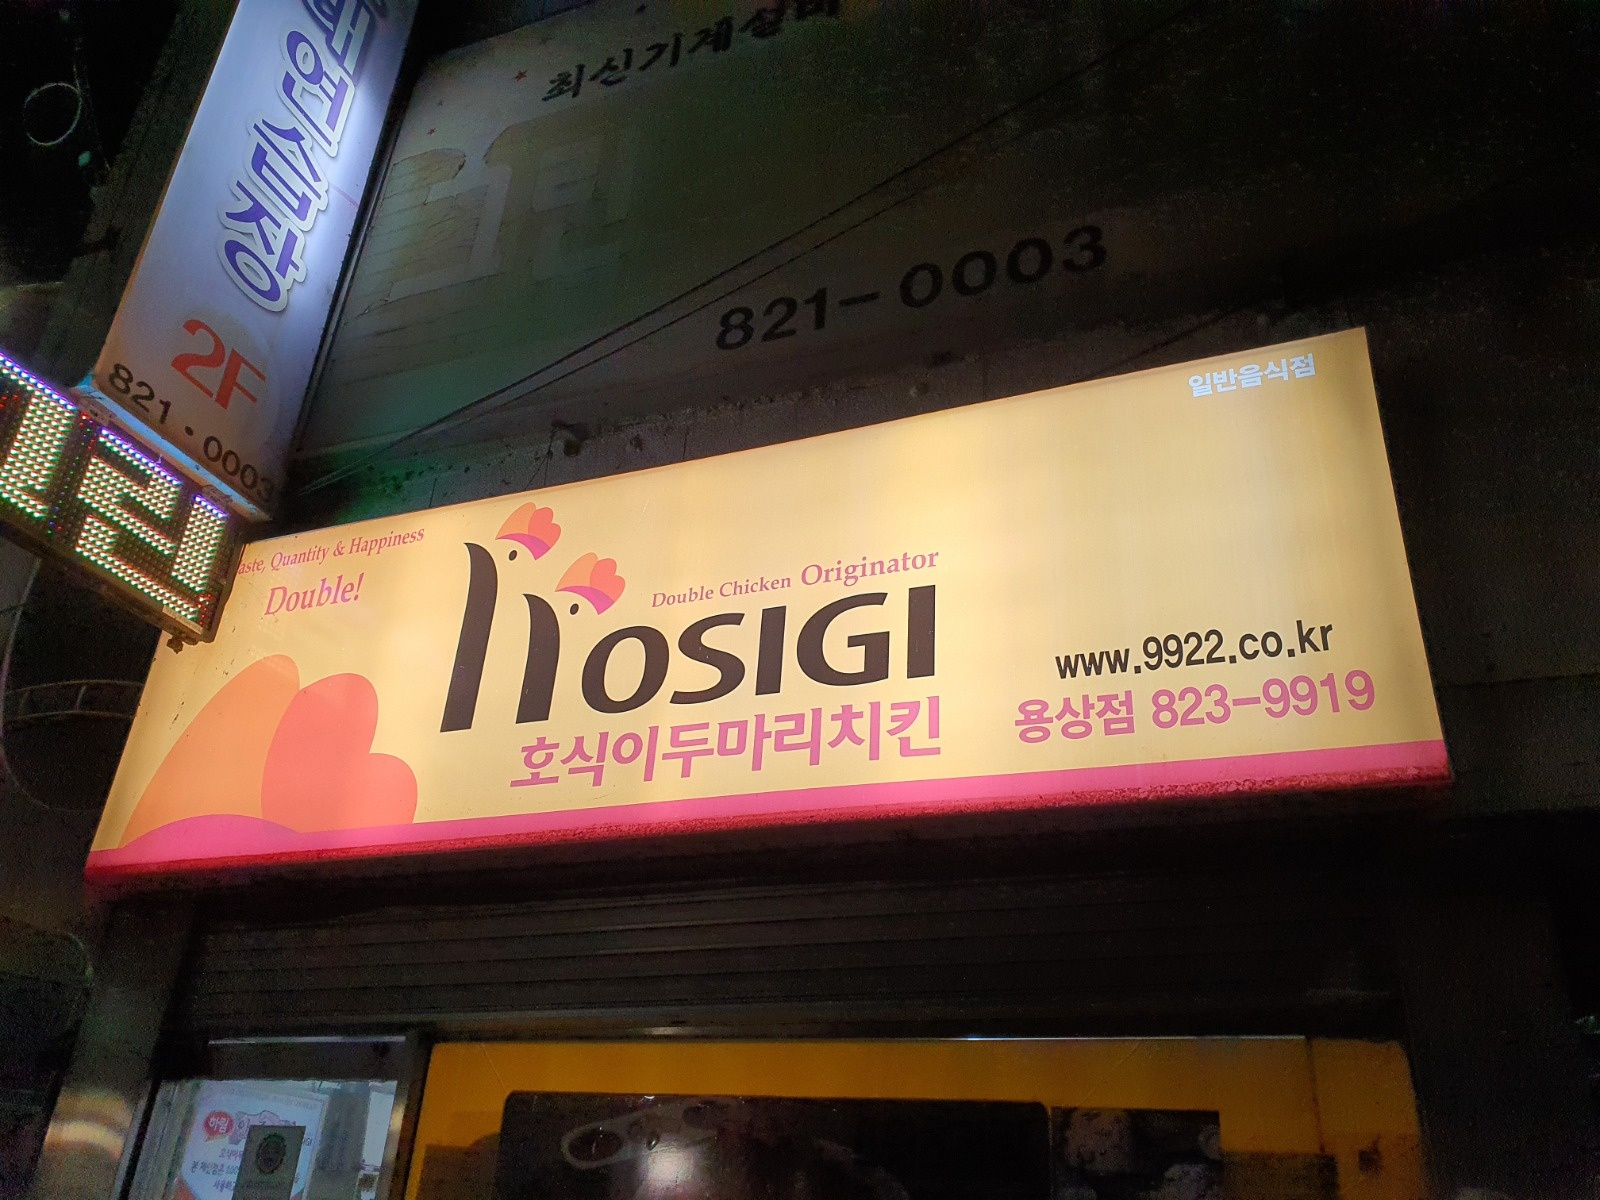 최신기계설비
821-0003
2F
821·0003
일반음식점
Taste, Quantity & Happiness
Double!
Double Chicken Originator
HOSIGI
호식이두마리치킨
www.9922.co.kr
용상점 823-9919
하림